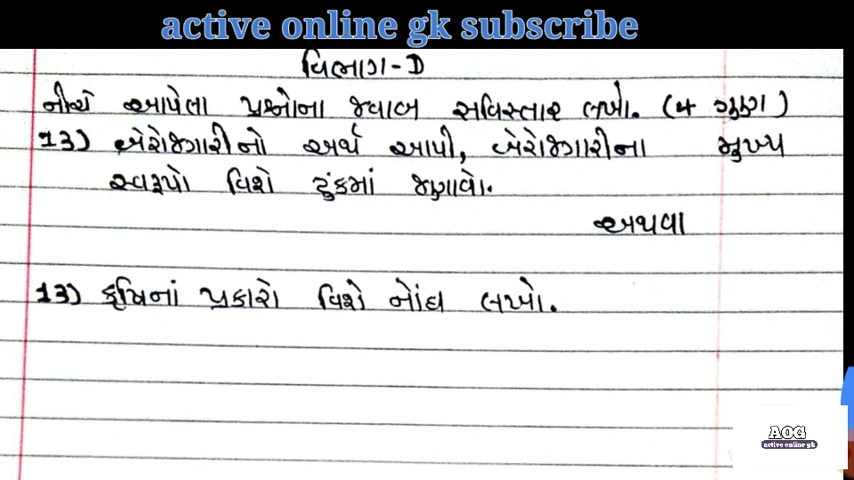 active online gk subscribe
વિભાગ-D
નીચે આપેલા પ્રશ્નોના જવાબ સવિસ્તાર લખો. (4 ગુણ)
13) બેરોજગારીનો અર્થ આપી, બેરોજગારીના મુખ્ય
સ્વરૂપો વિશે ટુંકમાં જણાવો.
અથવા
13) કૃષિનાં પ્રકારો વિશે નોંધ લખો.
AOG
active online gk